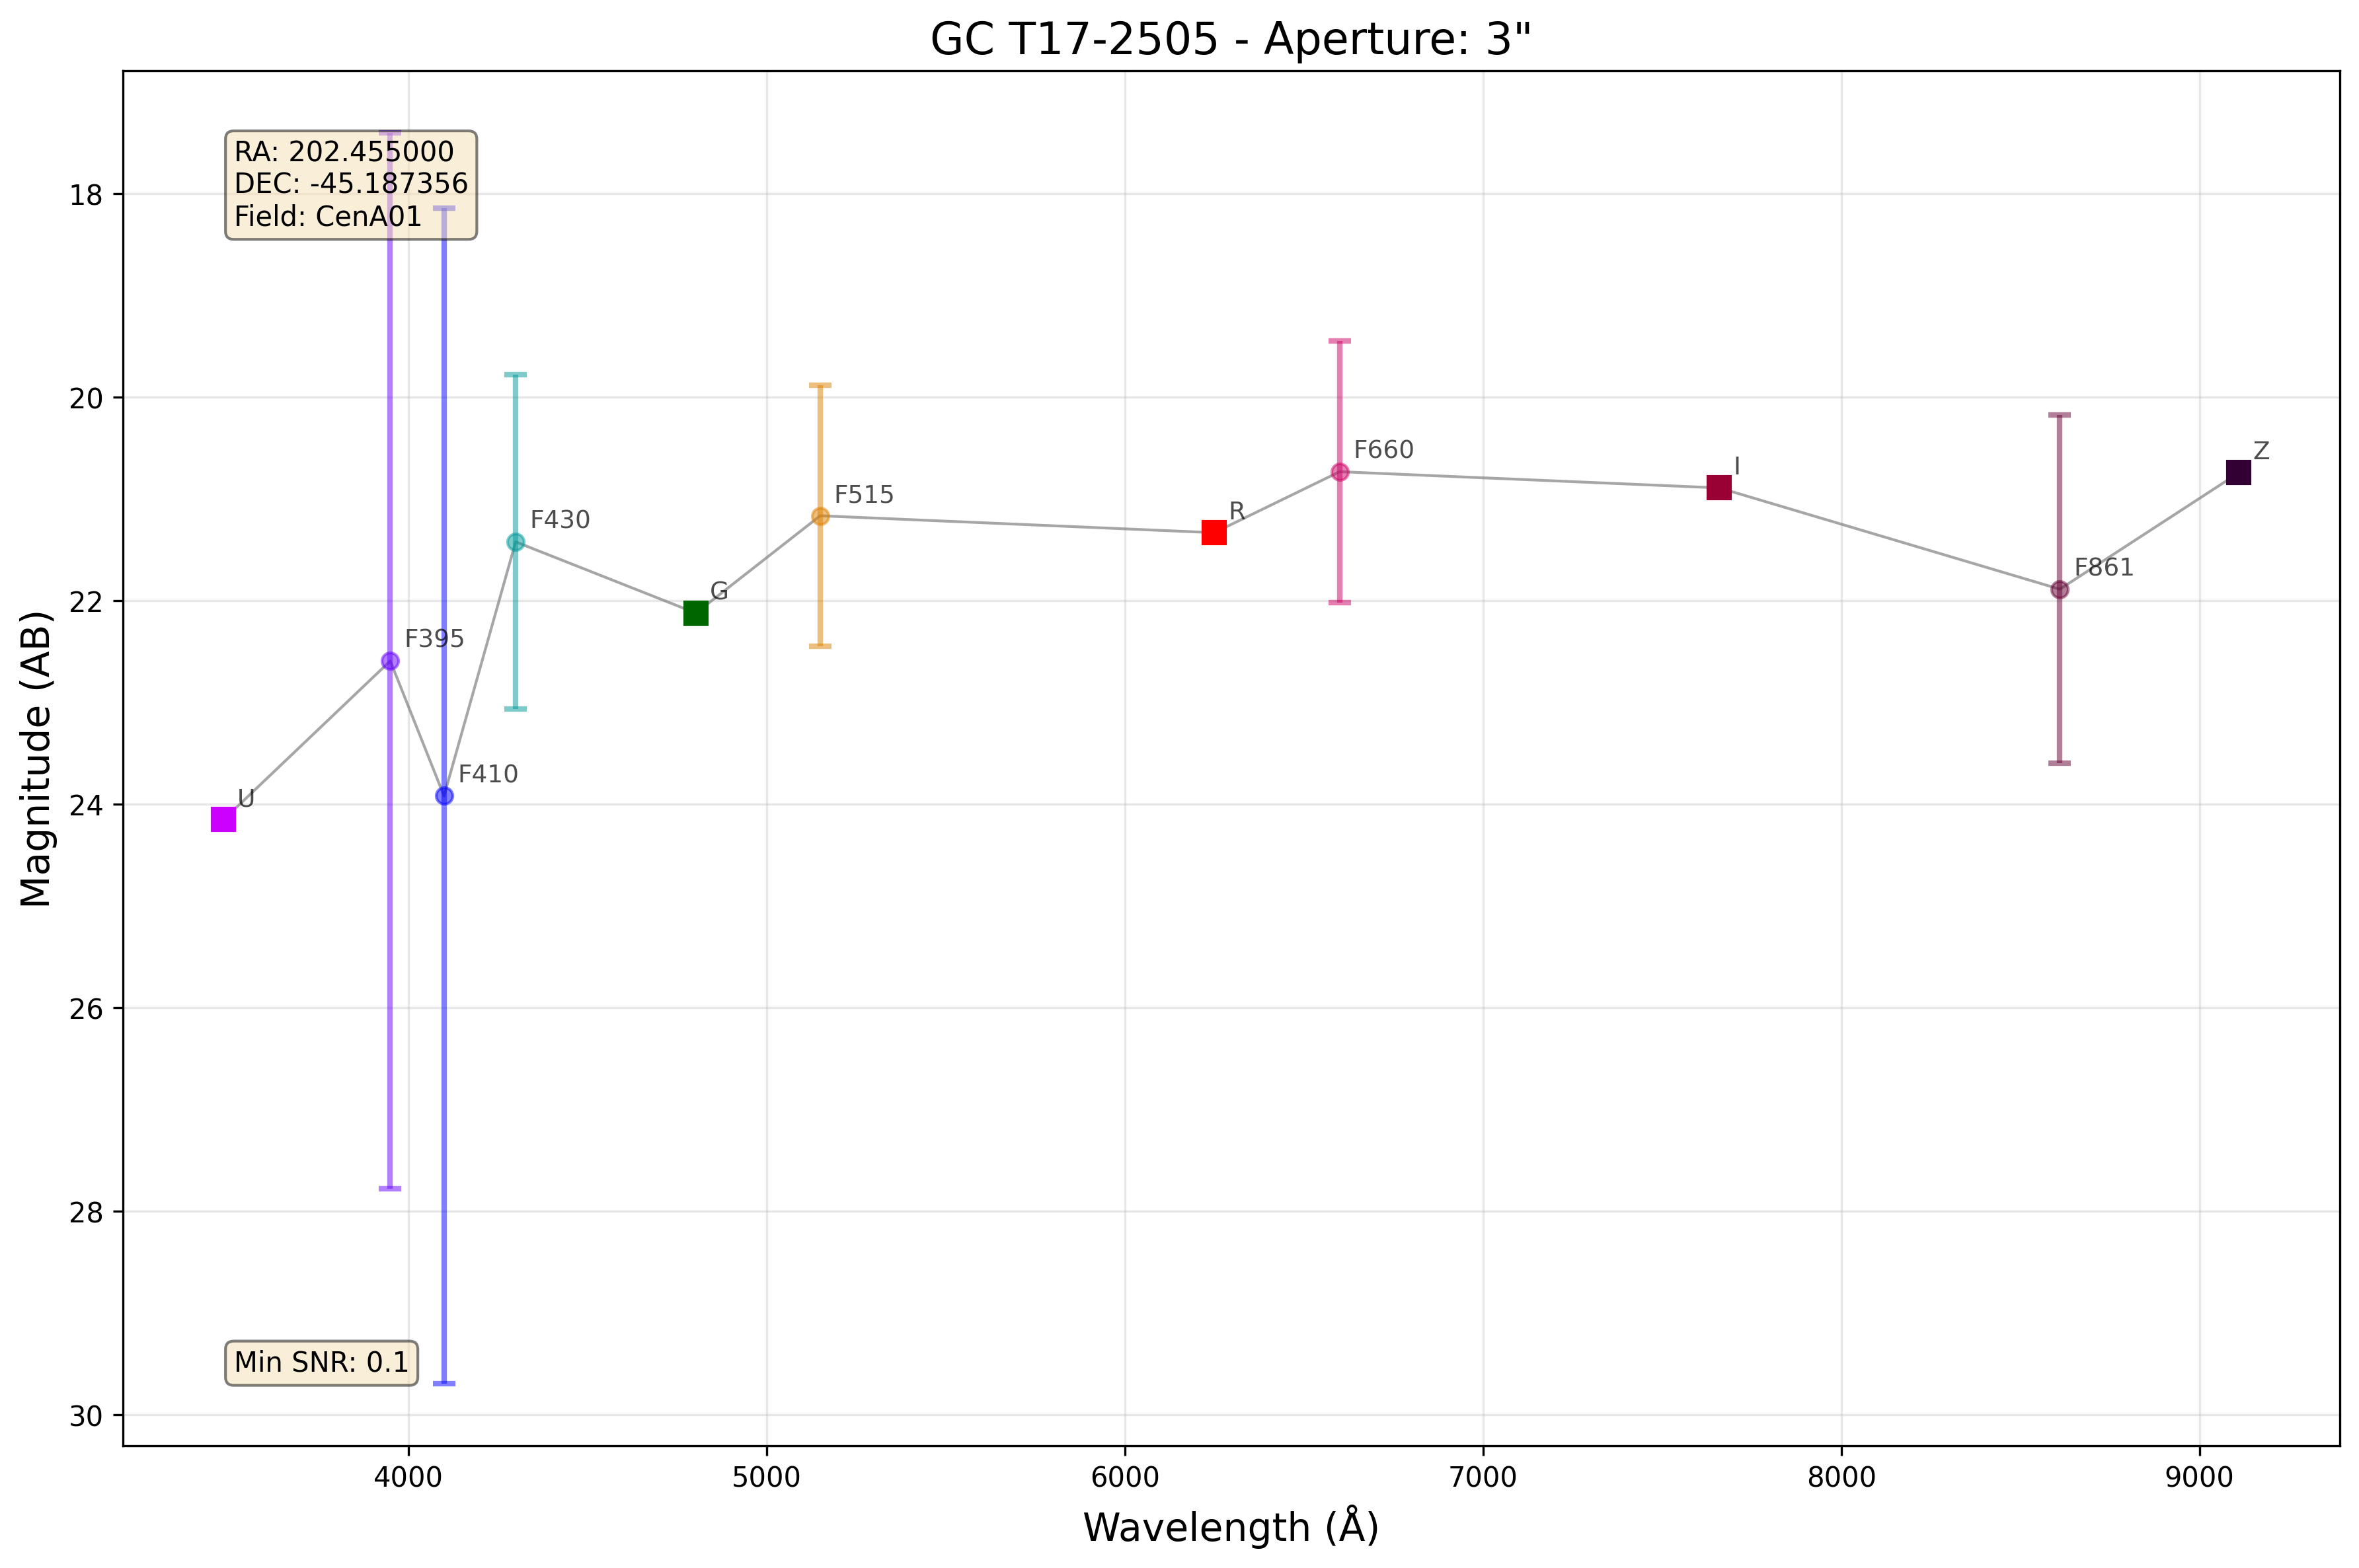 GC T17-2505 - Aperture: 3"
RA: 202.455000
DEC: -45.187356
Field: CenA01
Magnitude (AB)
18
20
22
24
26
28
30
U
F395
F410
F430
G
F515
R
F660
I
F861
Z
Min SNR: 0.1
4000 5000 6000 7000 8000 9000
Wavelength (Å)